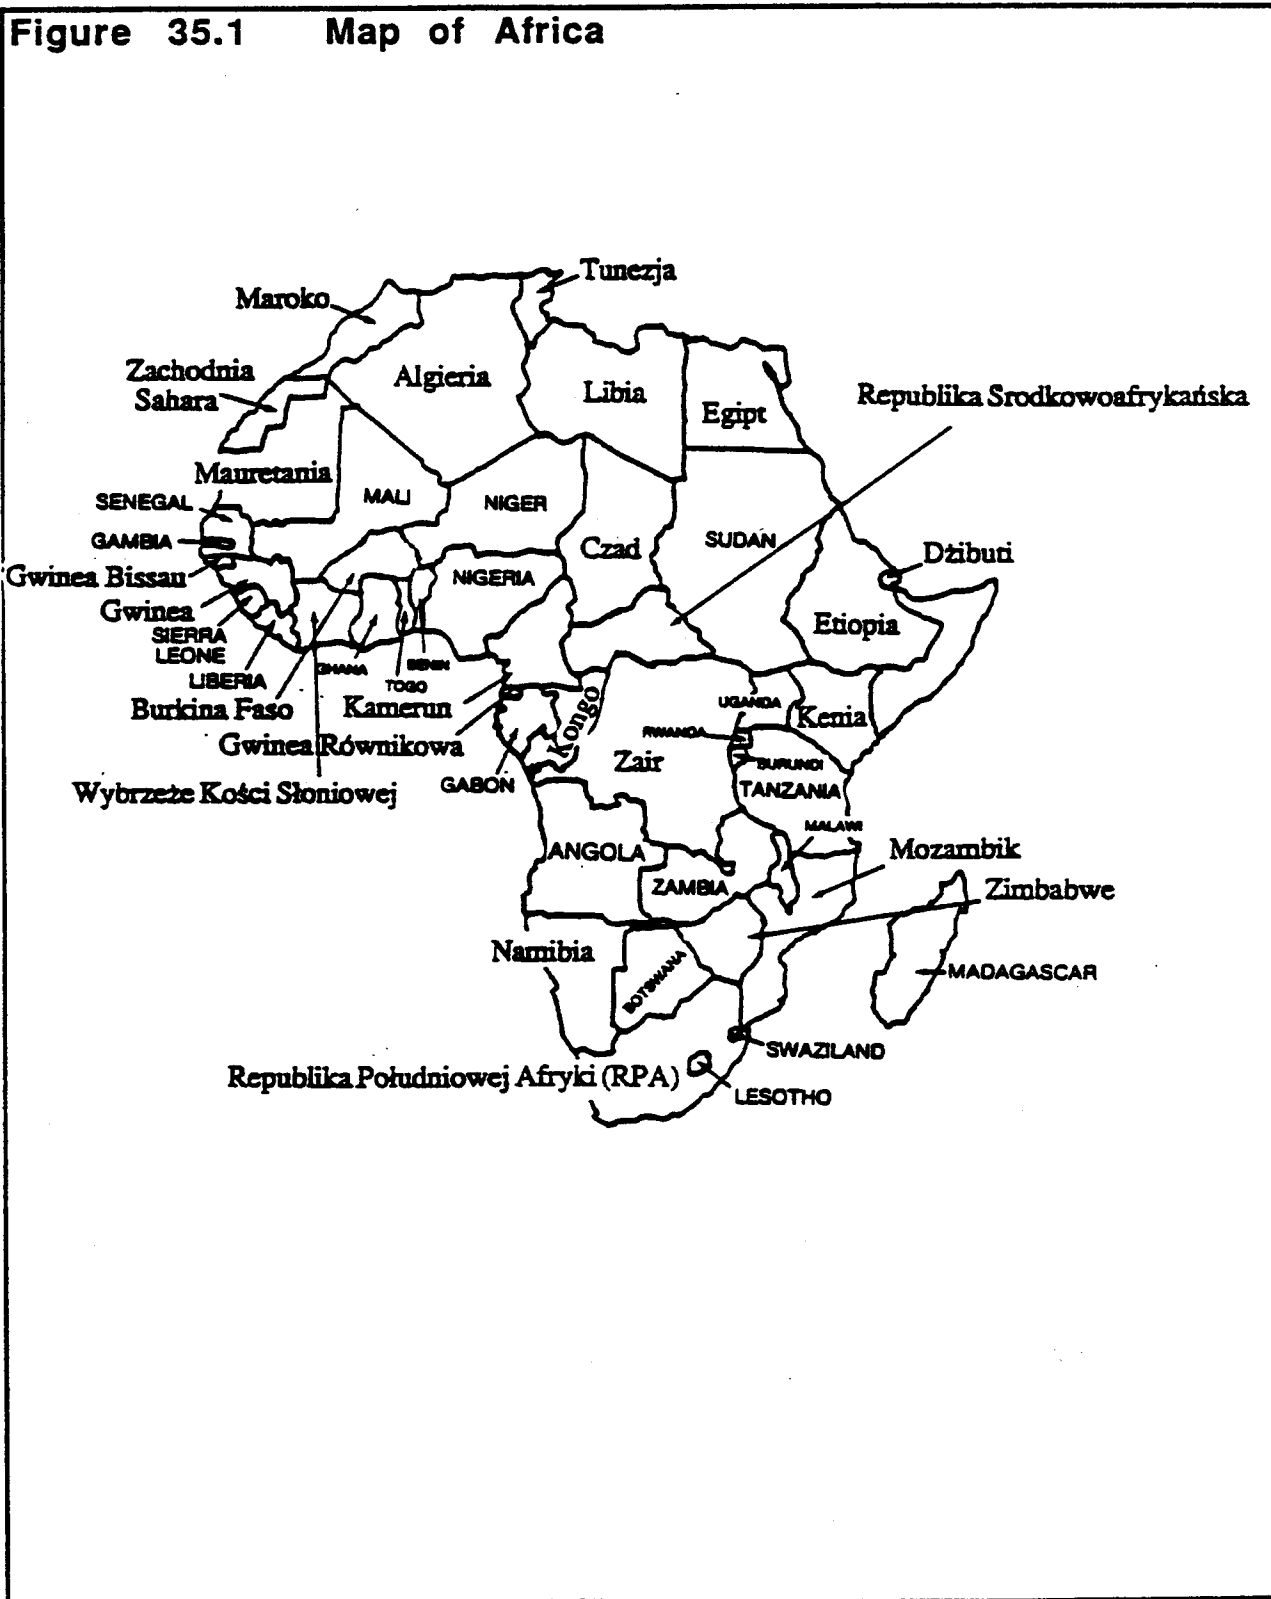 Figure 35.1 Map of Africa
Tunezja
Maroko
Zachodnia
Sahara
Algieria
Libia
Egipt
Republika Srodkowoafrykańska
Mauretania
SENEGAL
MALI
NIGER
GAMBIA
Czad
SUDAN
Dżibuti
Gwinea Bissau
NIGERIA
Gwinea
SIERRA
LEONE
Etiopia
LIBERIA
GHANA
BENIN
TOGO
Burkina Faso
Kamerun
Kongo
UGANDA
Kenia
RWANDA
Gwinea Równikowa
Zair
BURUNDI
GABON
TANZANIA
Wybrzeże Kości Słoniowej
MALAWI
ANGOLA
Mozambik
ZAMBIA
Zimbabwe
Namibia
BOTSWANA
MADAGASCAR
SWAZILAND
Republika Południowej Afryki (RPA)
LESOTHO